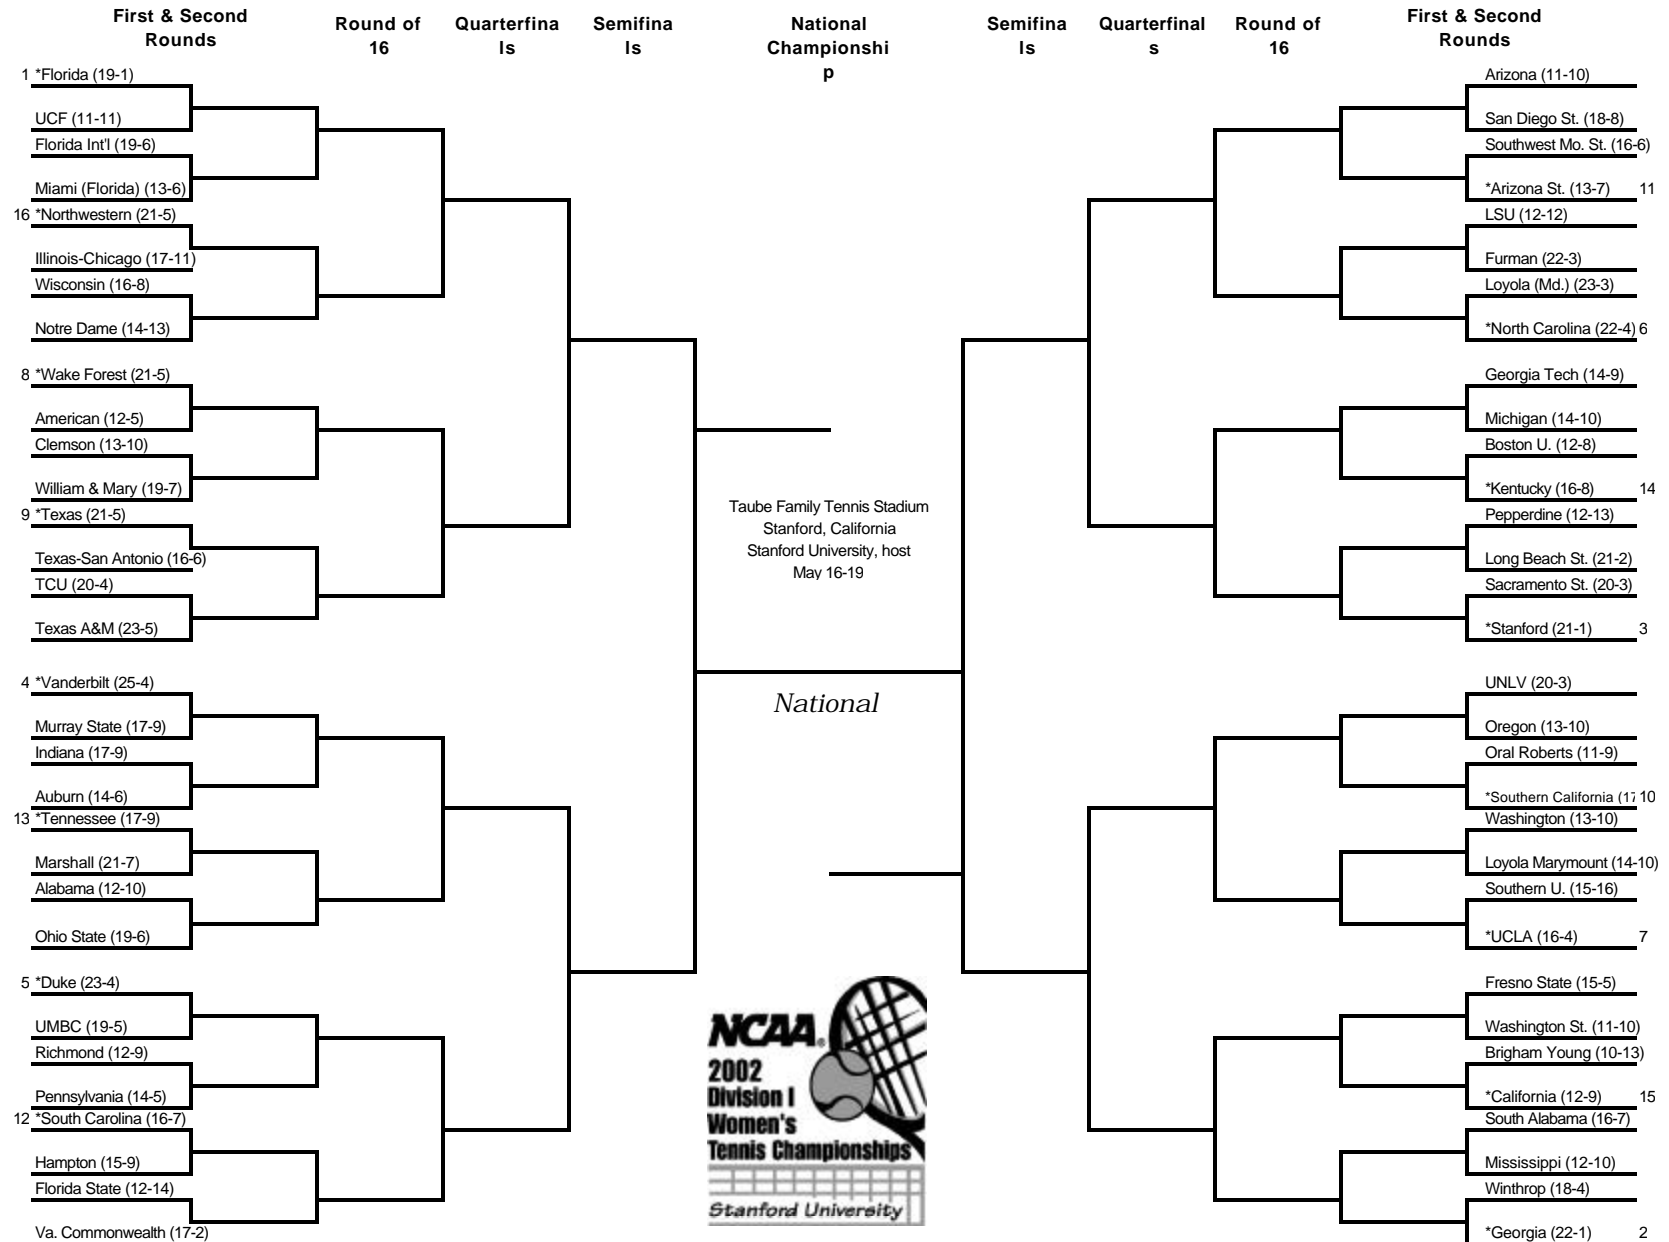 First & Second
Rounds
Round of
16
Quarterfina
ls
Semifina
ls
National
Championshi
p
Semifina
ls
Quarterfinal
s
Round of
16
First & Second
Rounds
1 *Florida (19-1)
UCF (11-11)
Florida Int'l (19-6)
Miami (Florida) (13-6)
16 *Northwestern (21-5)
Illinois-Chicago (17-11)
Wisconsin (16-8)
Notre Dame (14-13)
8 *Wake Forest (21-5)
American (12-5)
Clemson (13-10)
William & Mary (19-7)
9 *Texas (21-5)
Texas-San Antonio (16-6)
TCU (20-4)
Texas A&M (23-5)
4 *Vanderbilt (25-4)
Murray State (17-9)
Indiana (17-9)
Auburn (14-6)
13 *Tennessee (17-9)
Marshall (21-7)
Alabama (12-10)
Ohio State (19-6)
5 *Duke (23-4)
UMBC (19-5)
Richmond (12-9)
Pennsylvania (14-5)
12 *South Carolina (16-7)
Hampton (15-9)
Florida State (12-14)
Va. Commonwealth (17-2)
Taube Family Tennis Stadium
Stanford, California
Stanford University, host
May 16-19
National
NCAA®
2002
Division I
Women's
Tennis Championships
Stanford University
Arizona (11-10)
San Diego St. (18-8)
Southwest Mo. St. (16-6)
*Arizona St. (13-7) 11
LSU (12-12)
Furman (22-3)
Loyola (Md.) (23-3)
*North Carolina (22-4) 6
Georgia Tech (14-9)
Michigan (14-10)
Boston U. (12-8)
*Kentucky (16-8) 14
Pepperdine (12-13)
Long Beach St. (21-2)
Sacramento St. (20-3)
*Stanford (21-1) 3
UNLV (20-3)
Oregon (13-10)
Oral Roberts (11-9)
*Southern California (17 10
Washington (13-10)
Loyola Marymount (14-10)
Southern U. (15-16)
*UCLA (16-4) 7
Fresno State (15-5)
Washington St. (11-10)
Brigham Young (10-13)
*California (12-9) 15
South Alabama (16-7)
Mississippi (12-10)
Winthrop (18-4)
*Georgia (22-1) 2